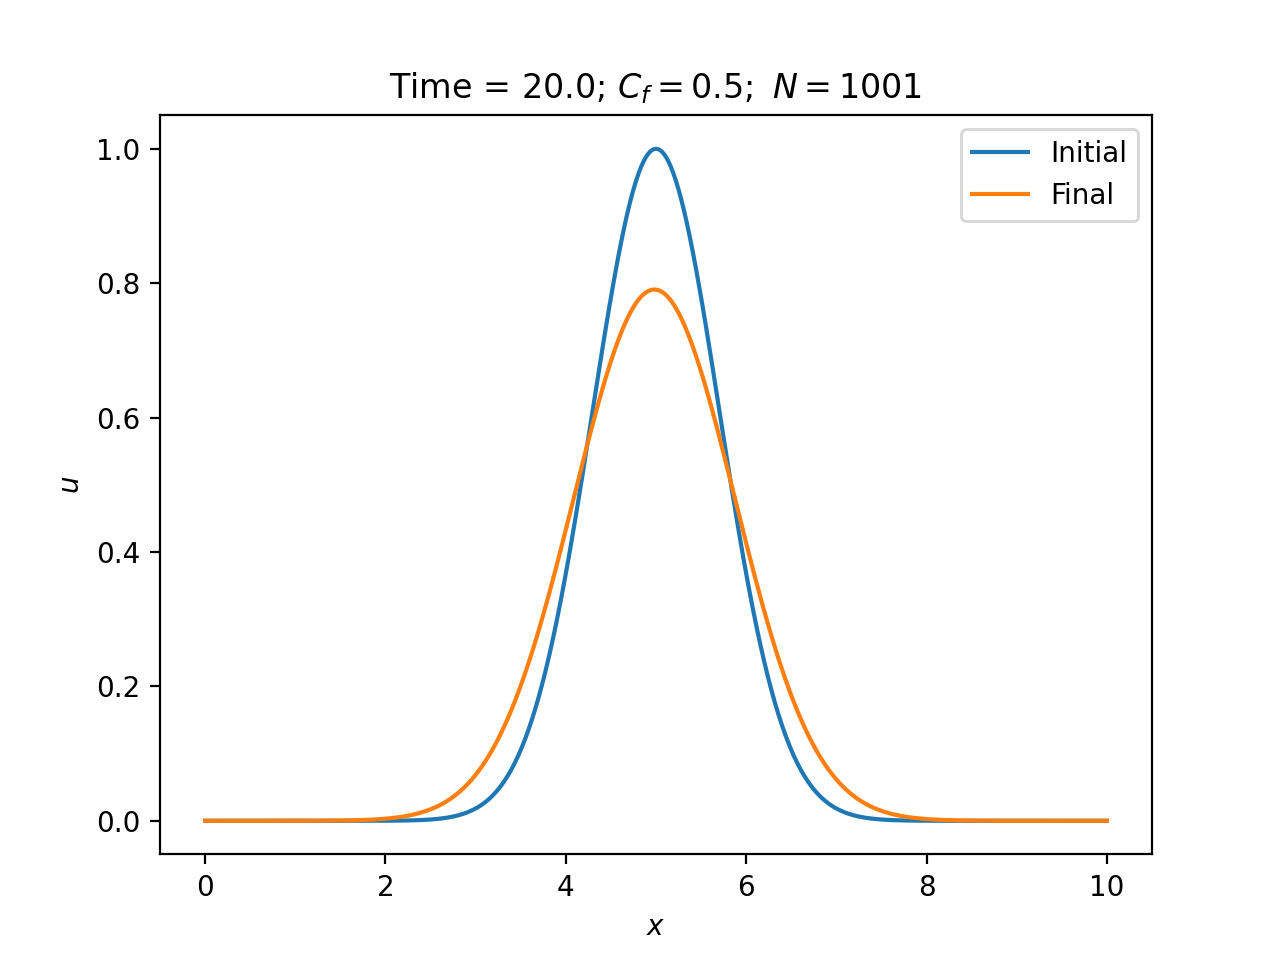 Time = 20.0; $C_f = 0.5$; $N = 1001$
Initial
Final
1.0
0.8
0.6
0.4
0.2
0.0
u
0 2 4 6 8 10
x